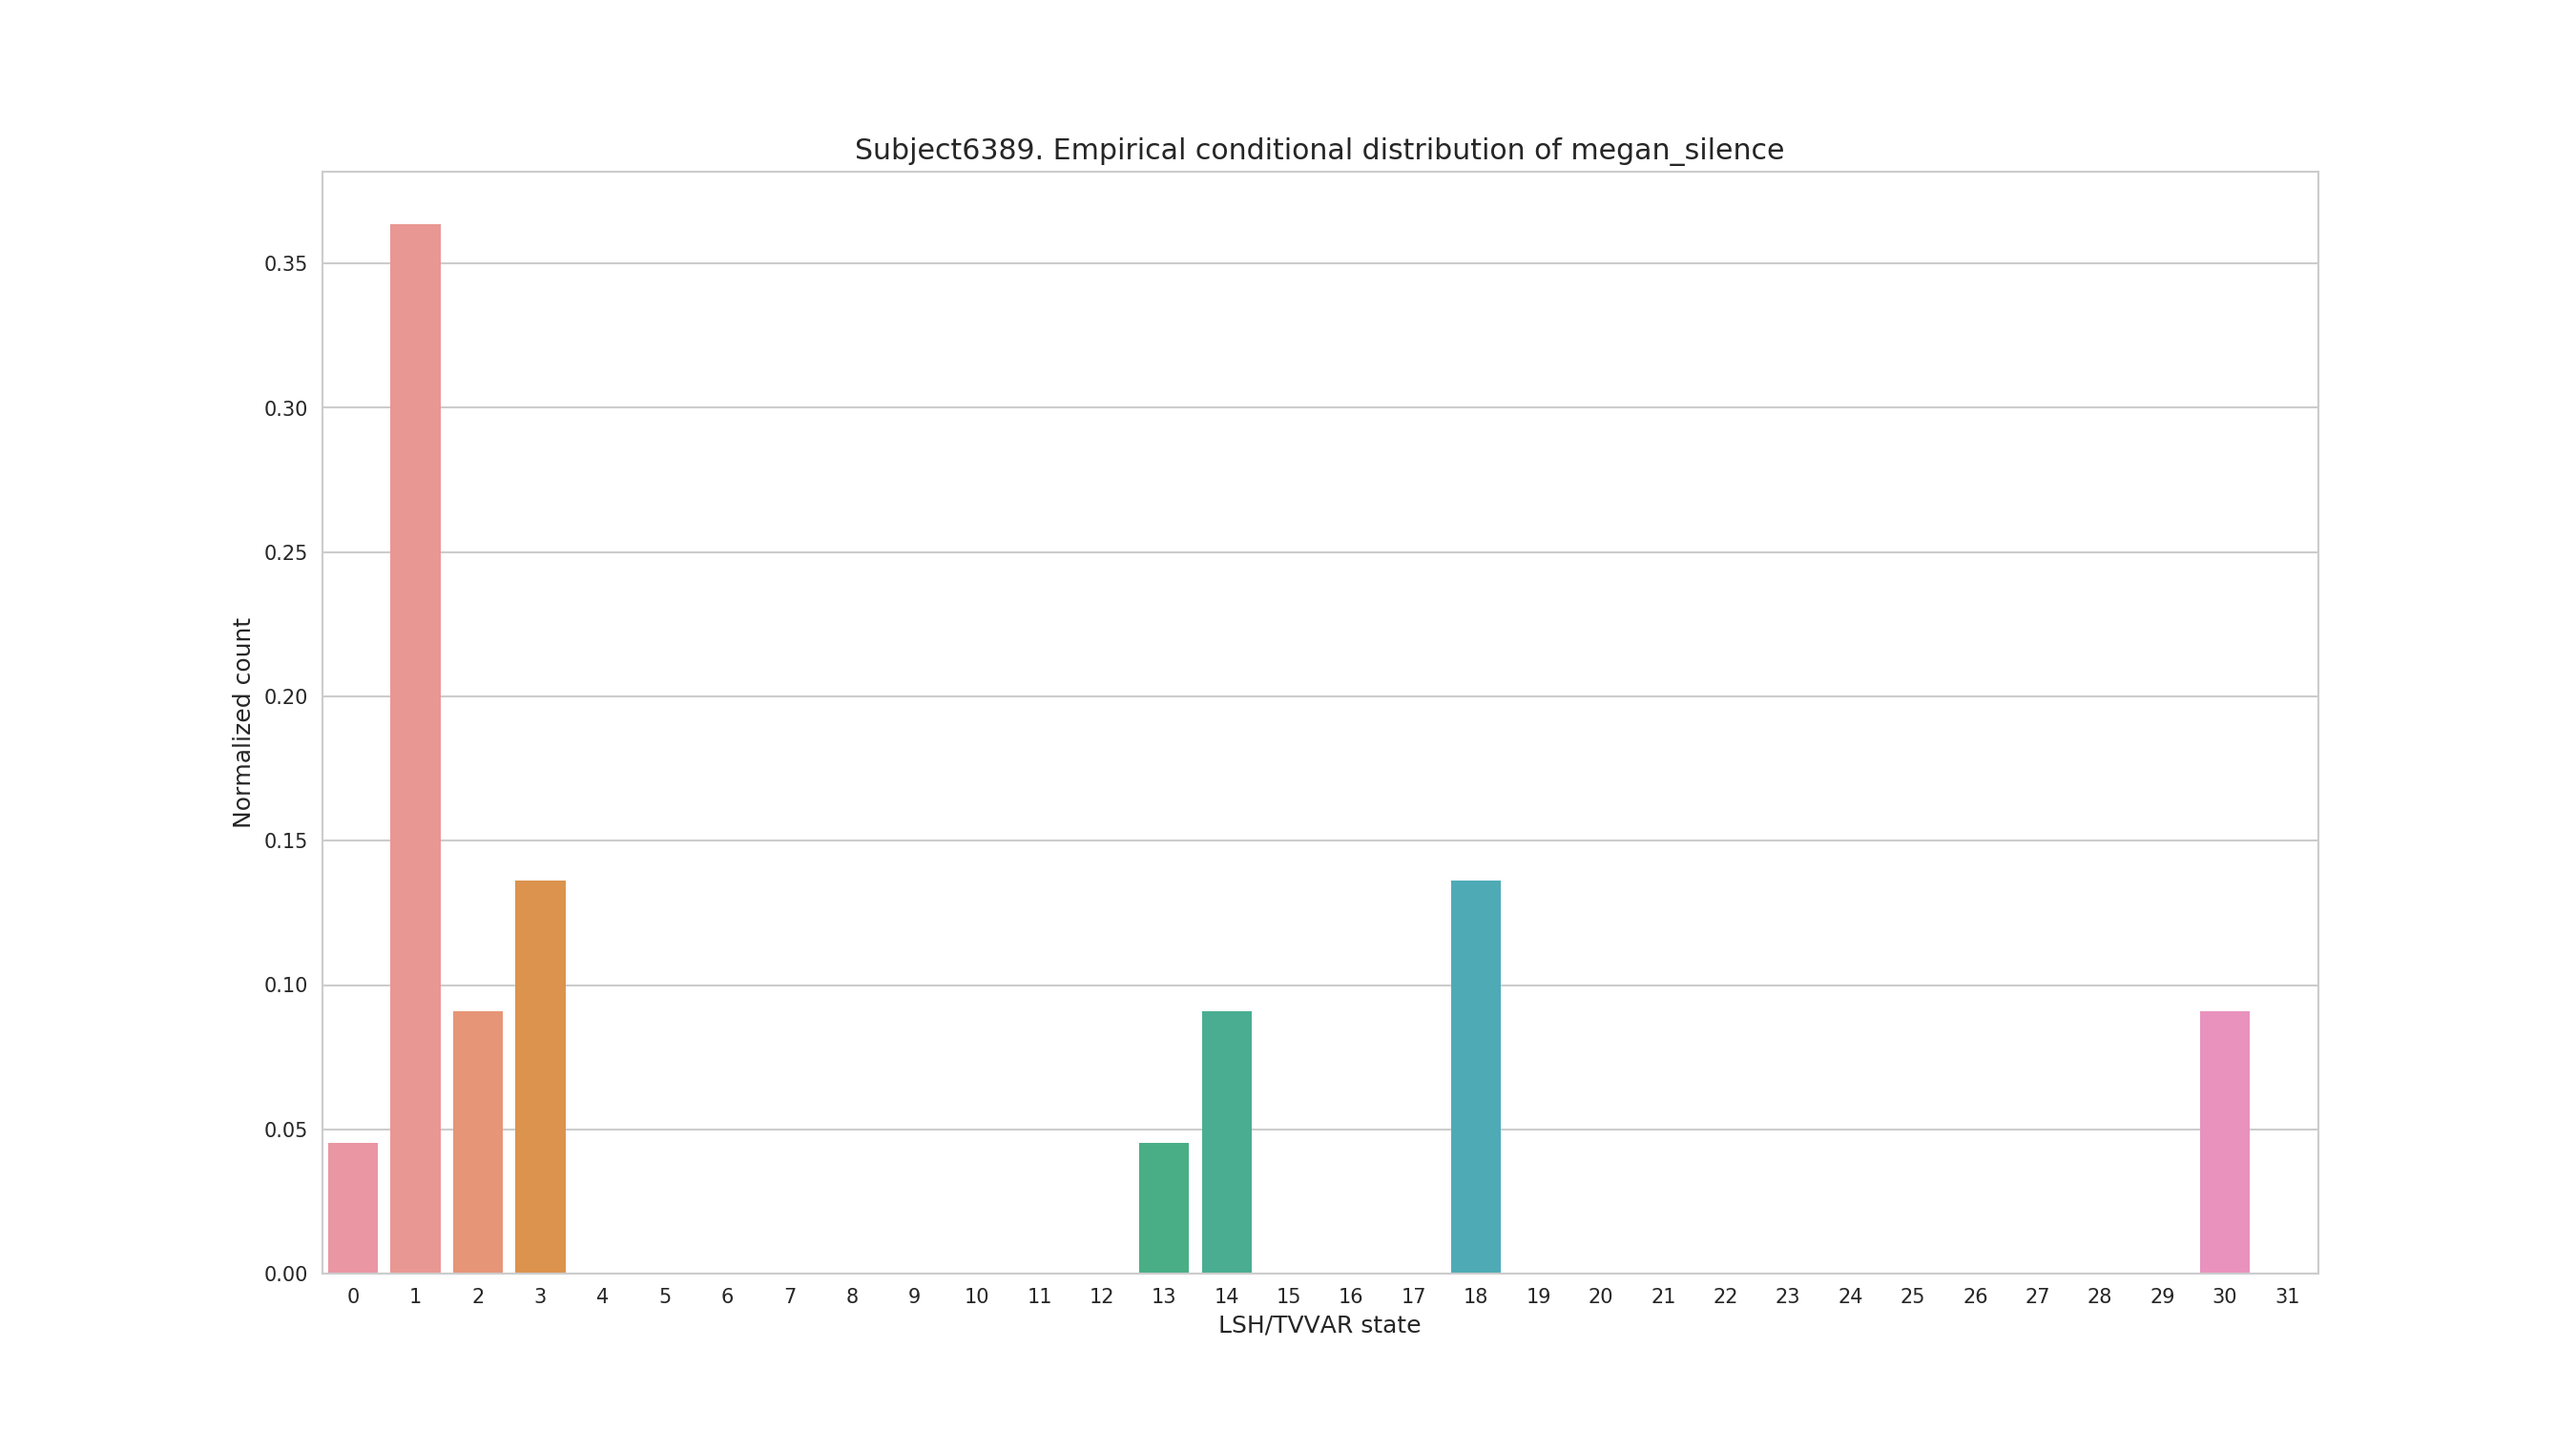 Subject6389. Empirical conditional distribution of megan_silence
Normalized count
0.35
0.30
0.25
0.20
0.15
0.10
0.05
0.00
0 1 2 3 4 5 6 7 8 9 10 11 12 13 14 15 16 17 18 19 20 21 22 23 24 25 26 27 28 29 30 31
LSH/TVVAR state